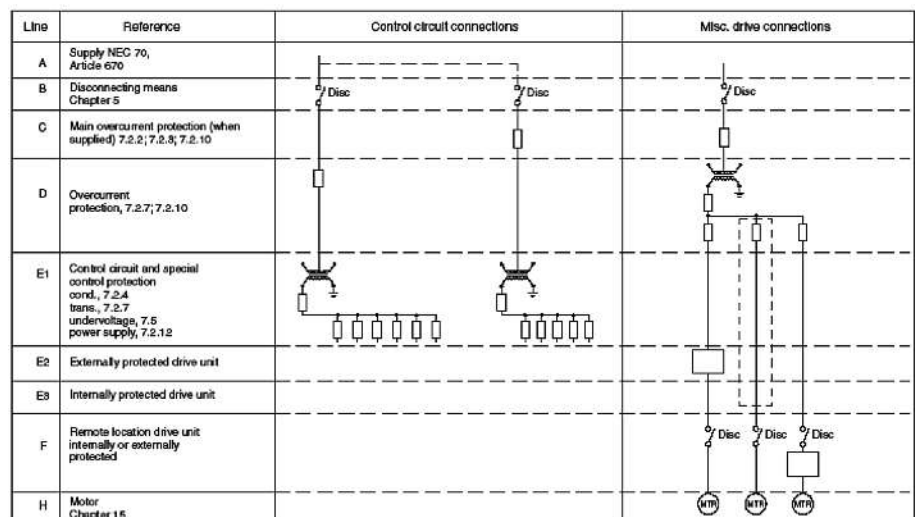 Line Reference Control circuit connections Misc. drive connections
A Supply NEC 70,
Article 670
B Disconnecting means
Chapter 5
Disc Disc Disc
C Main overcurrent protection (when
supplied) 7.2.2; 7.2.3; 7.2.10
D Overcurrent
protection, 7.2.7; 7.2.10
E1 Control circuit and special
control protection
cond., 7.2.4
trans., 7.2.7
undervoltage, 7.5
power supply, 7.2.12
E2 Externally protected drive unit
E3 Internally protected drive unit
F Remote location drive unit
internally or externally
protected
Disc Disc Disc
H Motor
Chapter 15
MTR MTR MTR